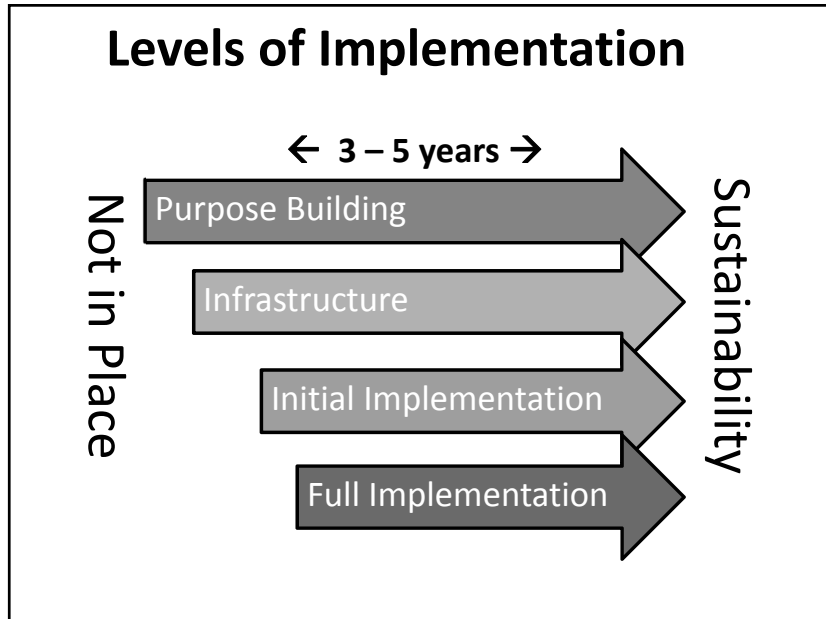 Levels of Implementation
← 3 – 5 years →
Not in Place
Purpose Building
Infrastructure
Initial Implementation
Full Implementation
Sustainability